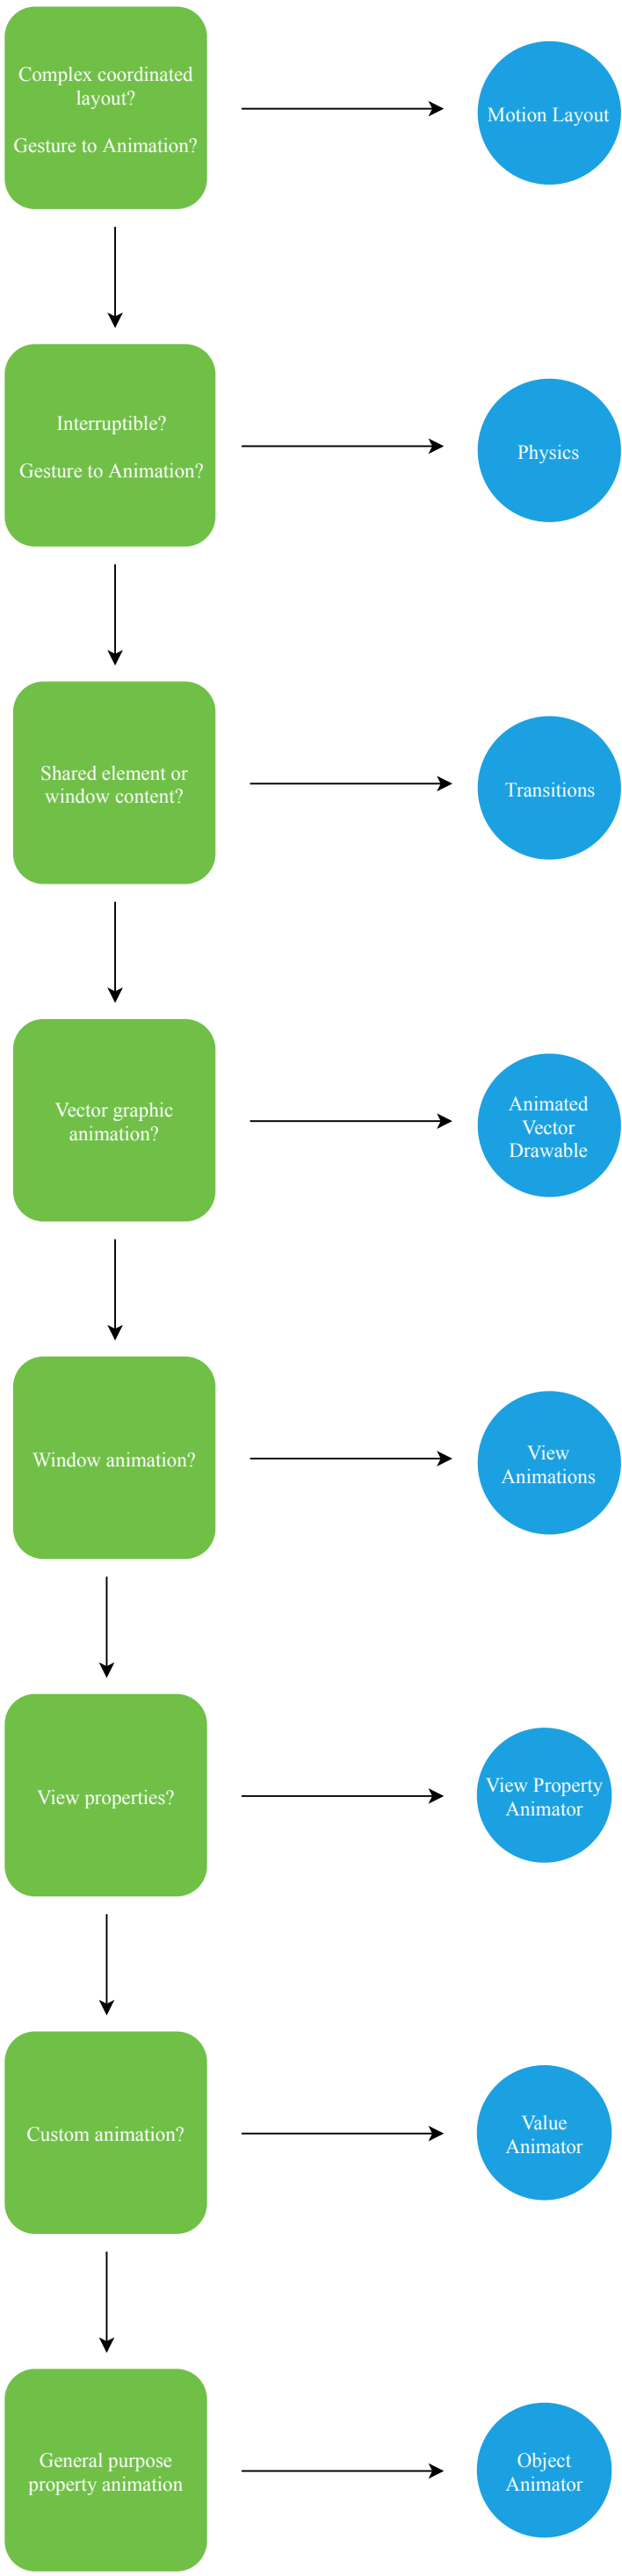 Complex coordinated
layout?
Gesture to Animation?
Motion Layout
Interruptible?
Gesture to Animation?
Physics
Shared element or
window content?
Transitions
Vector graphic
animation?
Animated
Vector
Drawable
Window animation?
View
Animations
View properties?
View Property
Animator
Custom animation?
Value
Animator
General purpose
property animation
Object
Animator